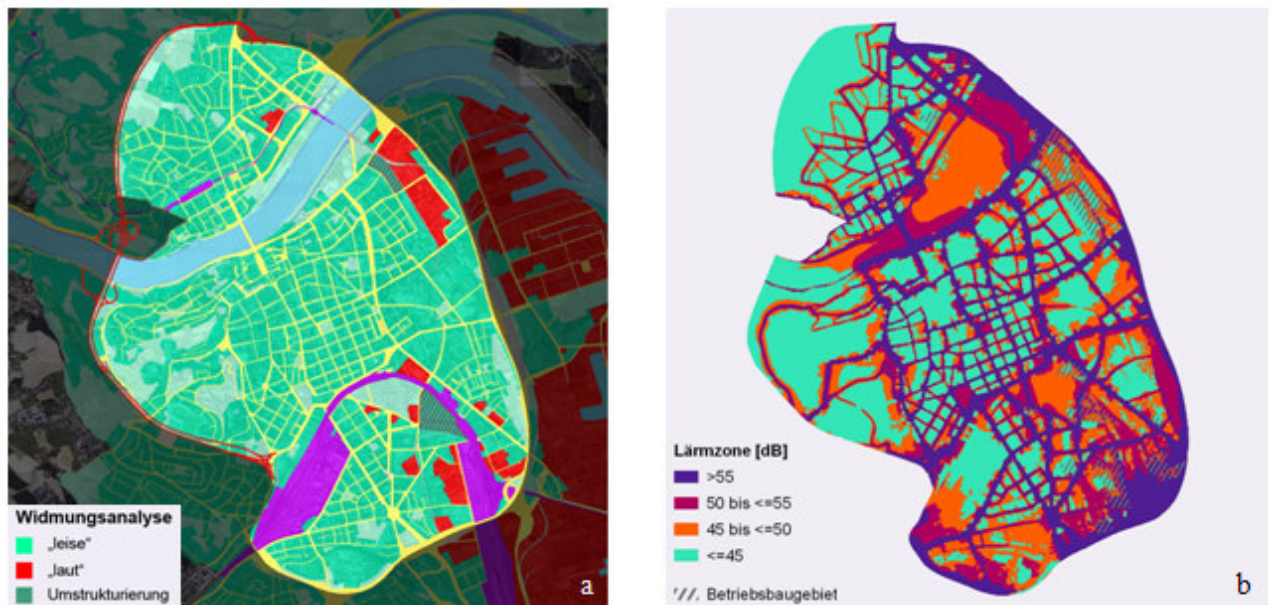 Widmungsanalyse
„leise“
„laut“
Umstrukturierung
a
Lärmzone [dB]
>55
50 bis <=55
45 bis <=50
<=45
Betriebsbaugebiet
b